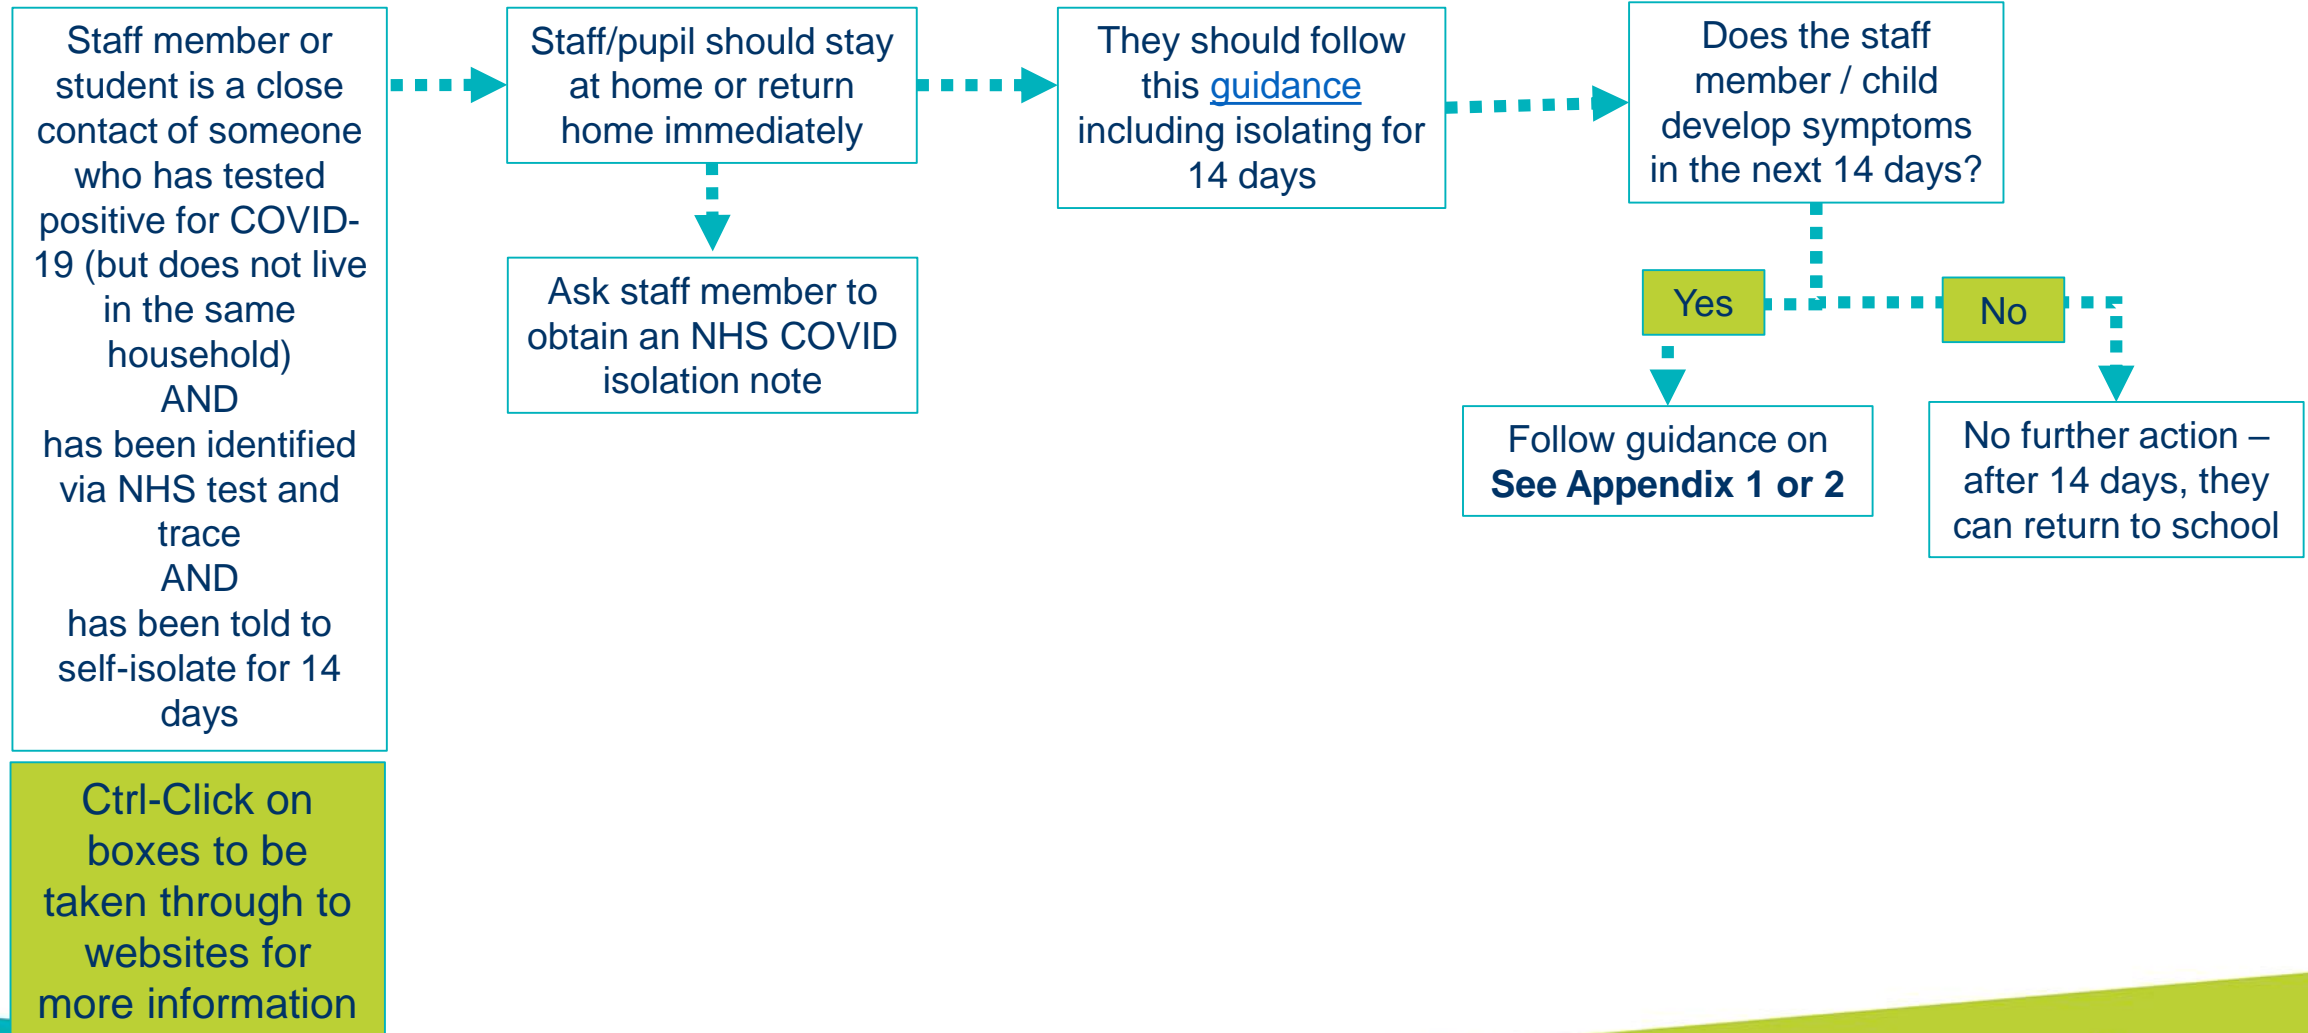 Staff member or
student is a close
contact of someone
who has tested
positive for COVID-
19 (but does not live
in the same
household)
AND
has been identified
via NHS test and
trace
AND
has been told to
self-isolate for 14
days
Ctrl-Click on
boxes to be
taken through to
websites for
more information
Staff/pupil should stay
at home or return
home immediately
Ask staff member to
obtain an NHS COVID
isolation note
They should follow
this guidance
including isolating for
14 days
Does the staff
member / child
develop symptoms
in the next 14 days?
Yes
No
Follow guidance on
See Appendix 1 or 2
No further action –
after 14 days, they
can return to school